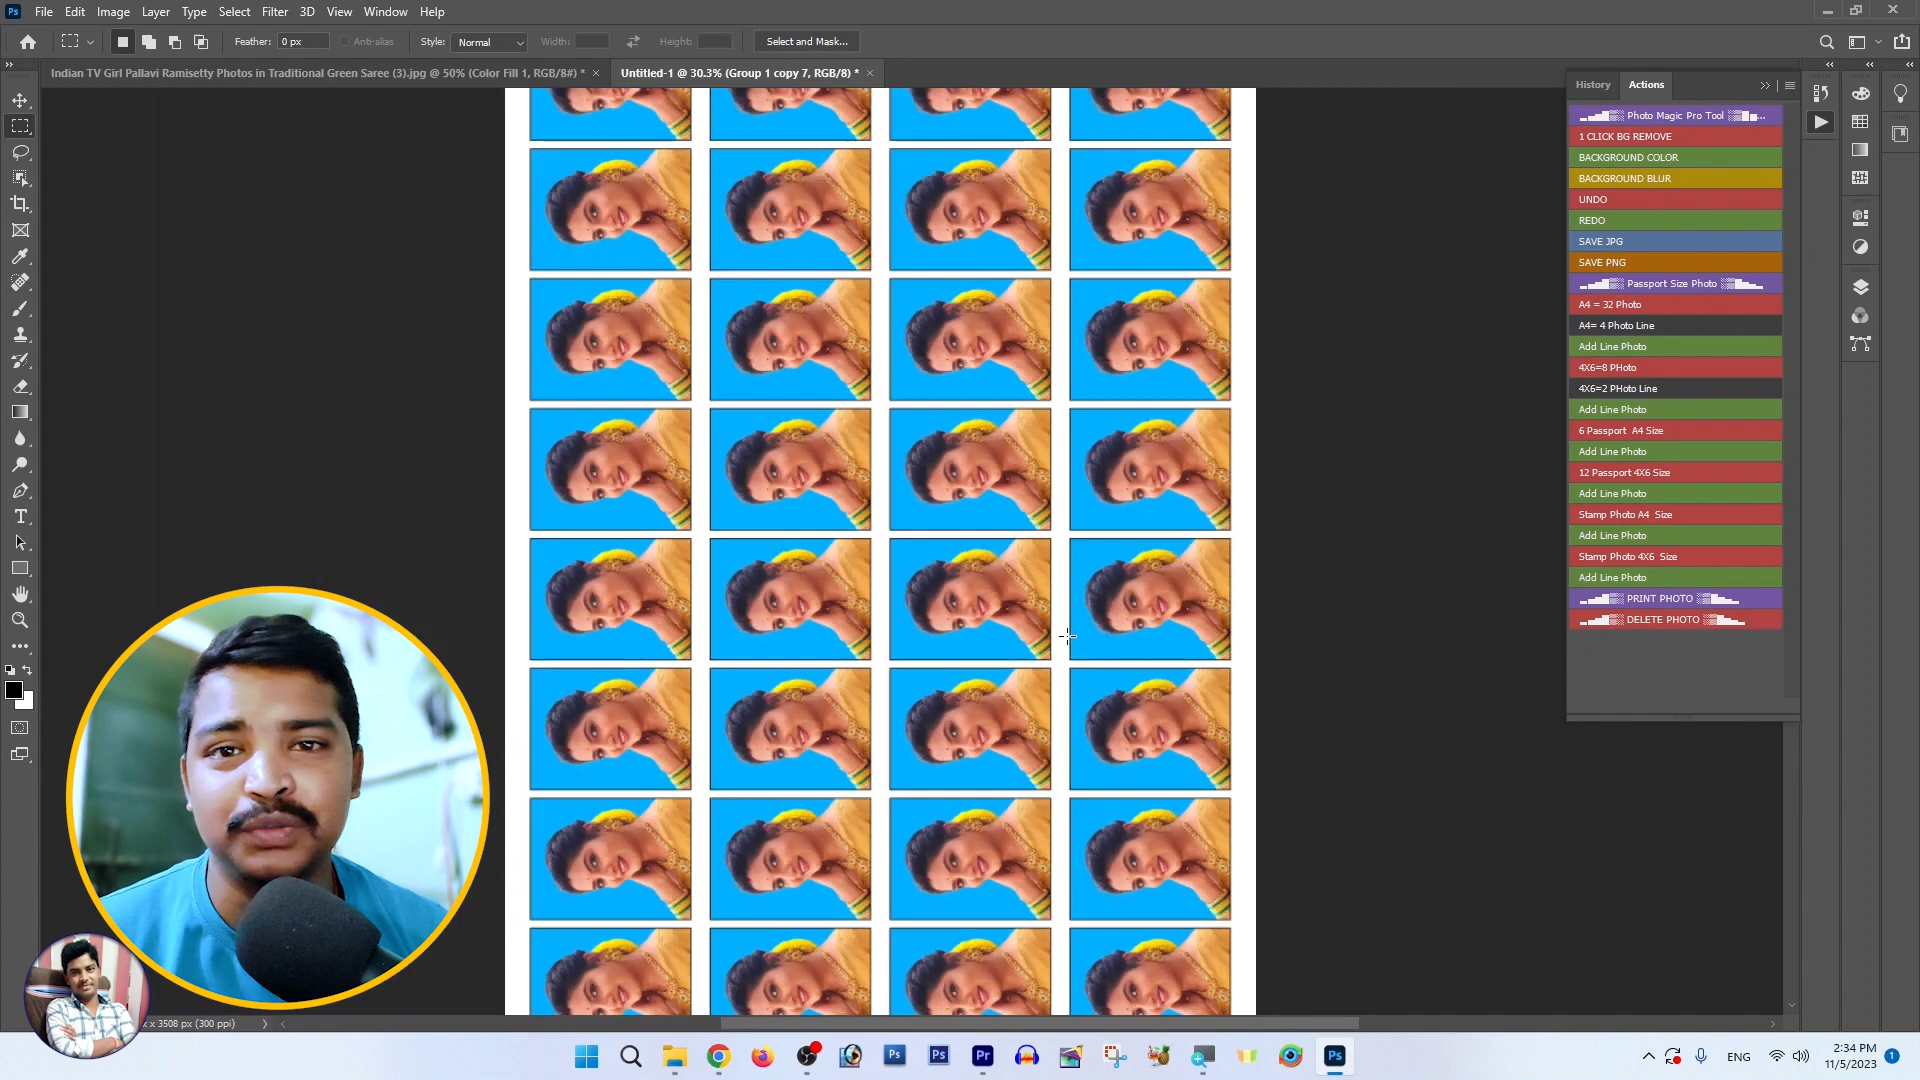 Ps File Edit Image Layer Type Select Filter 3D View Window Help
Feather: 0 px Anti-alias Style: Normal Width: Height: Select and Mask...
Indian TV Girl Pallavi Ramisetty Photos in Traditional Green Saree (3).jpg @ 50% (Color Fill 1, RGB/8#) * ×
Untitled-1 @ 30.3% (Group 1 copy 7, RGB/8) * ×
History Actions
Photo Magic Pro Tool
1 CLICK BG REMOVE
BACKGROUND COLOR
BACKGROUND BLUR
UNDO
REDO
SAVE JPG
SAVE PNG
Passport Size Photo
A4 = 32 Photo
A4= 4 Photo Line
Add Line Photo
4X6=8 PHoto
4X6=2 PHoto Line
Add Line Photo
6 Passport A4 Size
Add Line Photo
12 Passport 4X6 Size
Add Line Photo
Stamp Photo A4 Size
Add Line Photo
Stamp Photo 4X6 Size
Add Line Photo
PRINT PHOTO
DELETE PHOTO
x 3508 px (300 ppi)
Ps Ps Pr Ps
ENG
2:34 PM
11/5/2023
1